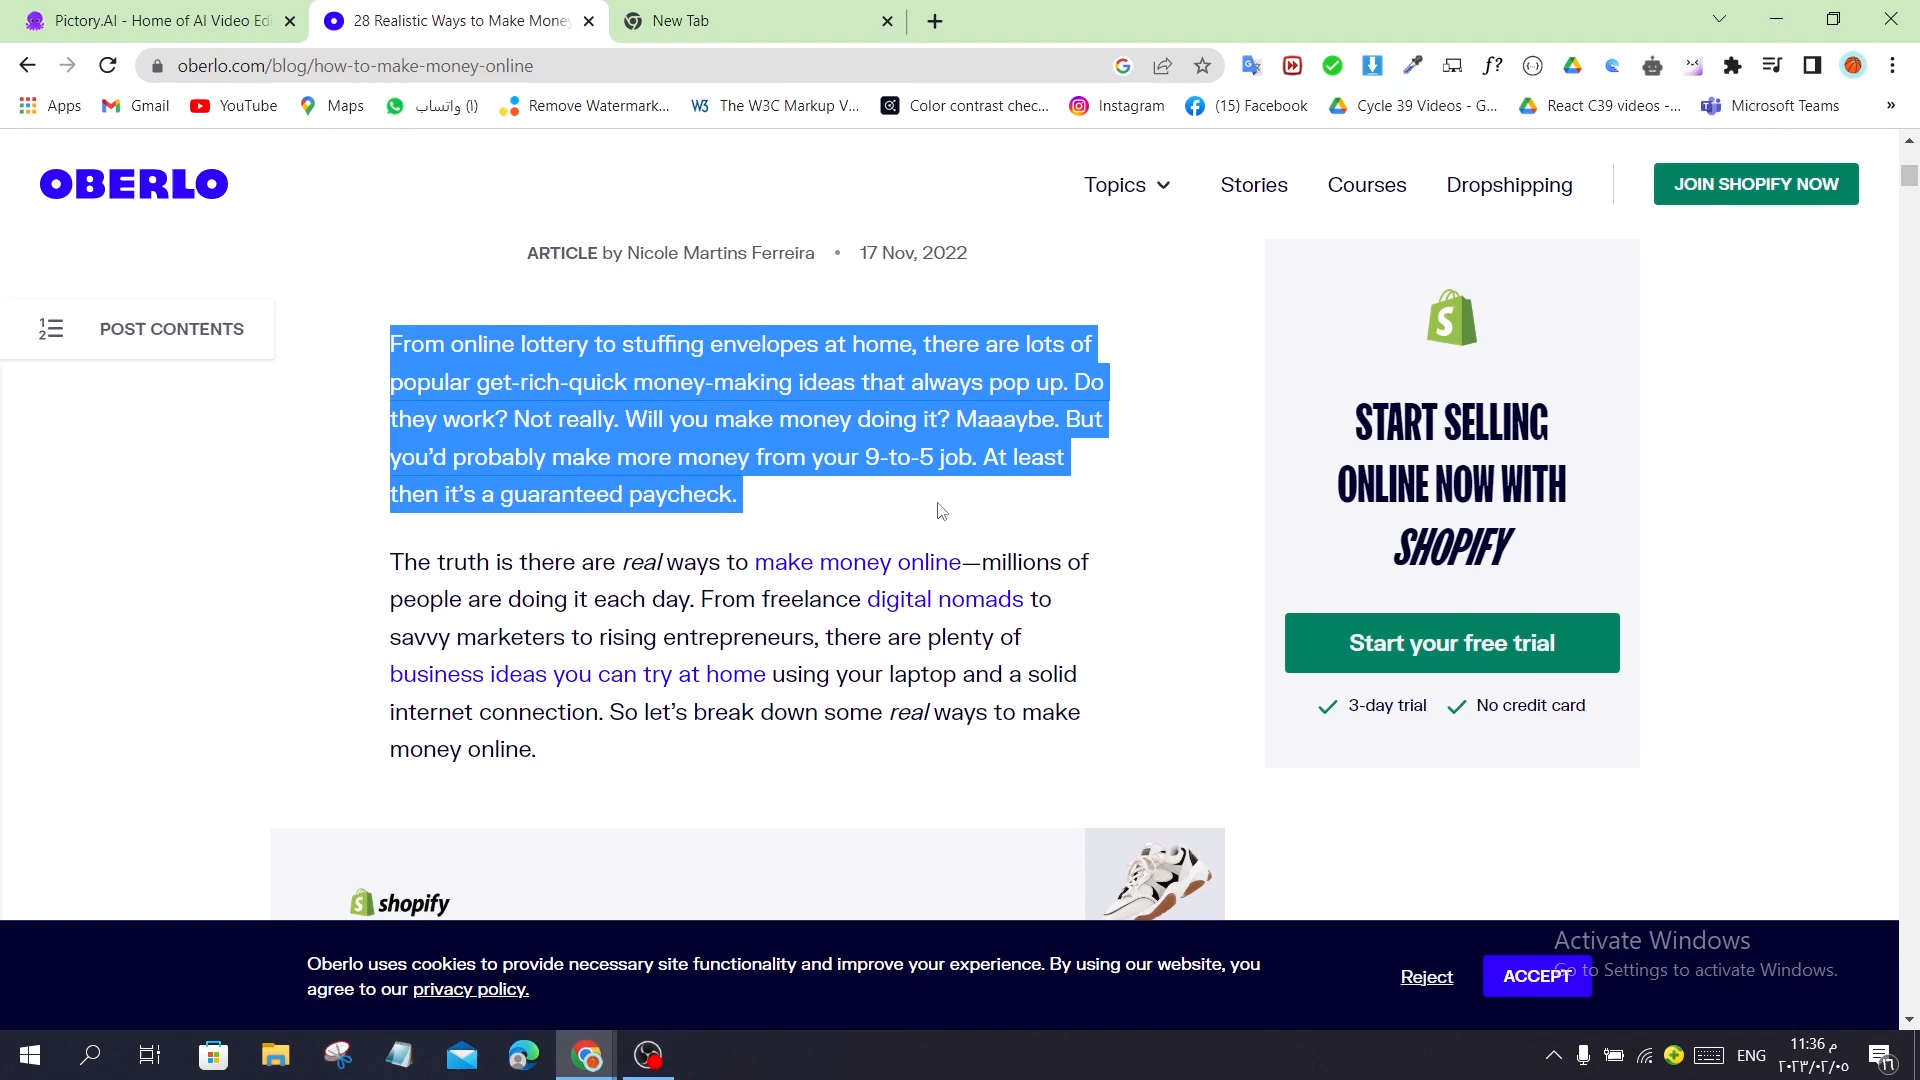 Pictory.AI - Home of AI Video Edi
28 Realistic Ways to Make Money
New Tab
oberlo.com/blog/how-to-make-money-online
Apps
Gmail
YouTube
Maps
(1) واتساب
Remove Watermark...
The W3C Markup V...
Color contrast chec...
Instagram
(15) Facebook
Cycle 39 Videos - G...
React C39 videos -...
Microsoft Teams
»
OBERLO
Topics
Stories
Courses
Dropshipping
JOIN SHOPIFY NOW
ARTICLE by Nicole Martins Ferreira • 17 Nov, 2022
POST CONTENTS
From online lottery to stuffing envelopes at home, there are lots of
popular get-rich-quick money-making ideas that always pop up. Do
they work? Not really. Will you make money doing it? Maaaybe. But
you’d probably make more money from your 9-to-5 job. At least
then it’s a guaranteed paycheck.
The truth is there are real ways to make money online—millions of
people are doing it each day. From freelance digital nomads to
savvy marketers to rising entrepreneurs, there are plenty of
business ideas you can try at home using your laptop and a solid
internet connection. So let’s break down some real ways to make
money online.
START SELLING
ONLINE NOW WITH
SHOPIFY
Start your free trial
3-day trial
No credit card
shopify
Oberlo uses cookies to provide necessary site functionality and improve your experience. By using our website, you
agree to our privacy policy.
Reject
ACCEPT
Activate Windows
Go to Settings to activate Windows.
ENG
11:36 م
٢٠٢٣/٠٢/٠٥
١٦